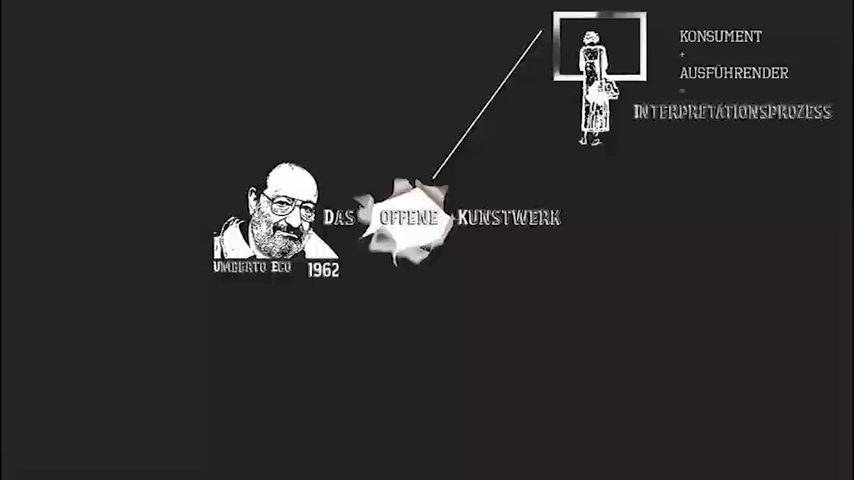 KONSUMENT
+
AUSFÜHRENDER
=
INTERPRETATIONSPROZESS
DAS OFFENE KUNSTWERK
UMBERTO ECO 1962